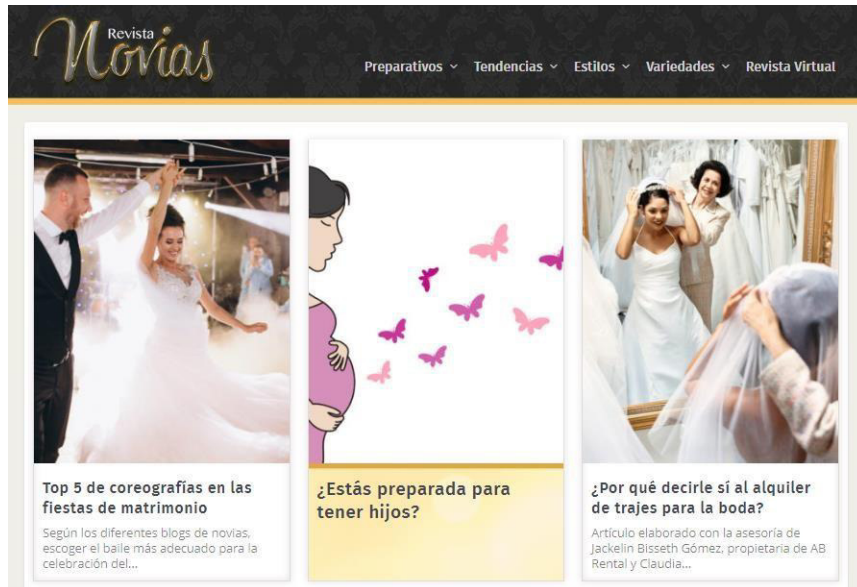 Revista
Novias
Preparativos Tendencias Estilos Variedades Revista Virtual
Top 5 de coreografías en las
fiestas de matrimonio
Según los diferentes blogs de novias,
escoger el baile más adecuado para la
celebración del...
¿Estás preparada para
tener hijos?
¿Por qué decirle sí al alquiler
de trajes para la boda?
Artículo elaborado con la asesoría de
Jackelin Bisseth Gómez, propietaria de AB
Rental y Claudia...